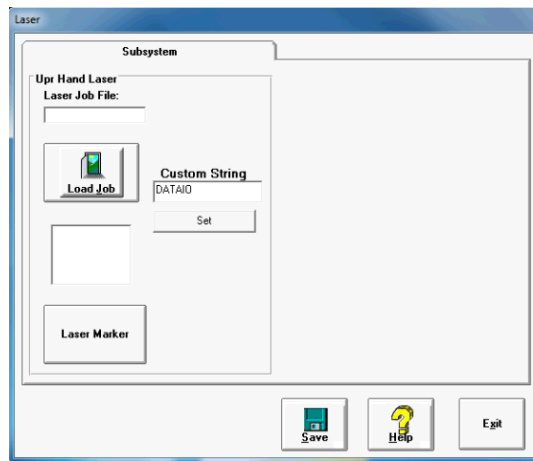 Laser
Subsystem
Upr Hand Laser
Laser Job File:
Load Job
Custom String
DATAIO
Set
Laser Marker
Save
Help
Exit